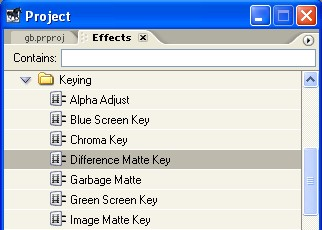 Project
gb.prproj Effects
Contains:
Keying
Alpha Adjust
Blue Screen Key
Chroma Key
Difference Matte Key
Garbage Matte
Green Screen Key
Image Matte Key